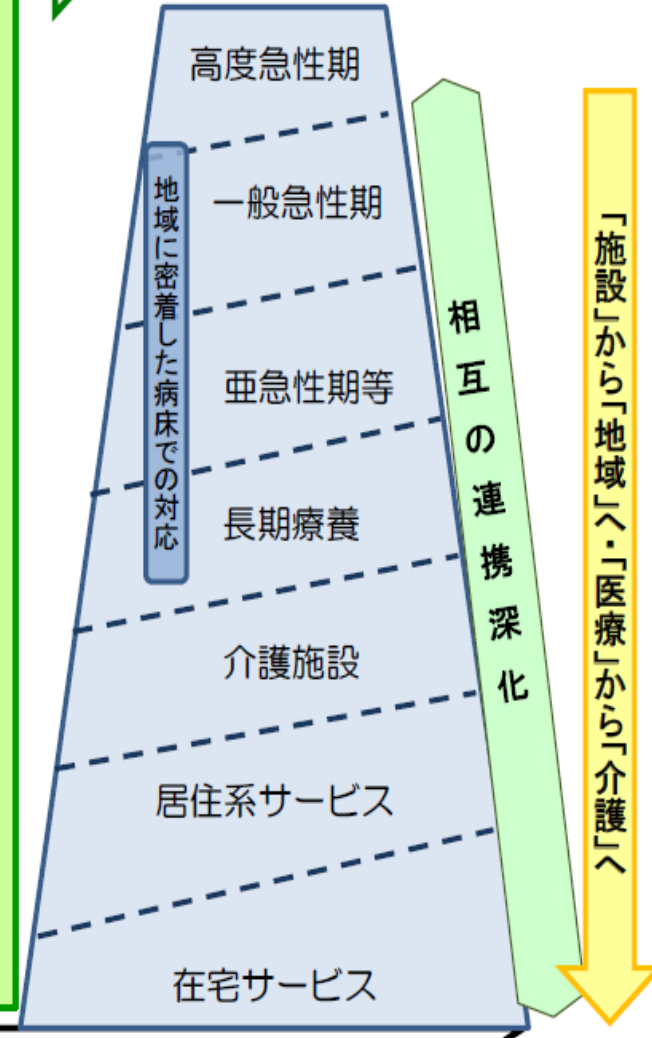 高度急性期
一般急性期
亜急性期等
長期療養
介護施設
居住系サービス
在宅サービス
地域に密着した病床での対応
相互の連携深化
「施設」から「地域」へ・「医療」から「介護」へ